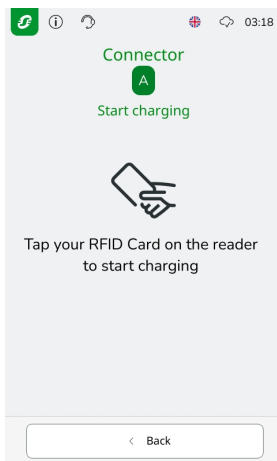 03:18
Connector
A
Start charging
Tap your RFID Card on the reader
to start charging
Back